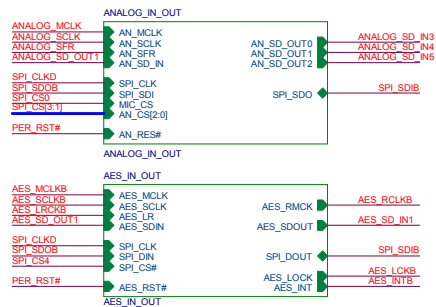 ANALOG_IN_OUT
ANALOG_MCLK AN_MCLK
ANALOG_SCLK AN_SCLK AN_SD_OUT0 ANALOG_SD_IN3
ANALOG_SFR AN_SFR AN_SD_OUT1 ANALOG_SD_IN4
ANALOG_SD_OUT1 AN_SD_IN AN_SD_OUT2 ANALOG_SD_IN5
SPI_CLKD SPI_CLK
SPI_SDOB SPI_SDI SPI_SDO SPI_SDIB
SPI_CS0 MIC_CS
SPI_CS[3:1] AN_CS[2:0]
PER_RST# AN_RES#
ANALOG_IN_OUT
AES_IN_OUT
AES_MCLKB AES_MCLK
AES_SCLKB AES_SCLK AES_RMCK AES_RCLKB
AES_LRCKB AES_LR
AES_SD_OUT1 AES_SDIN AES_SDOUT AES_SD_IN1
SPI_CLKD SPI_CLK
SPI_SDOB SPI_DIN SPI_DOUT SPI_SDIB
SPI_CS4 SPI_CS#
AES_LOCK AES_LCKB
PER_RST# AES_RST# AES_INT AES_INTB
AES_IN_OUT